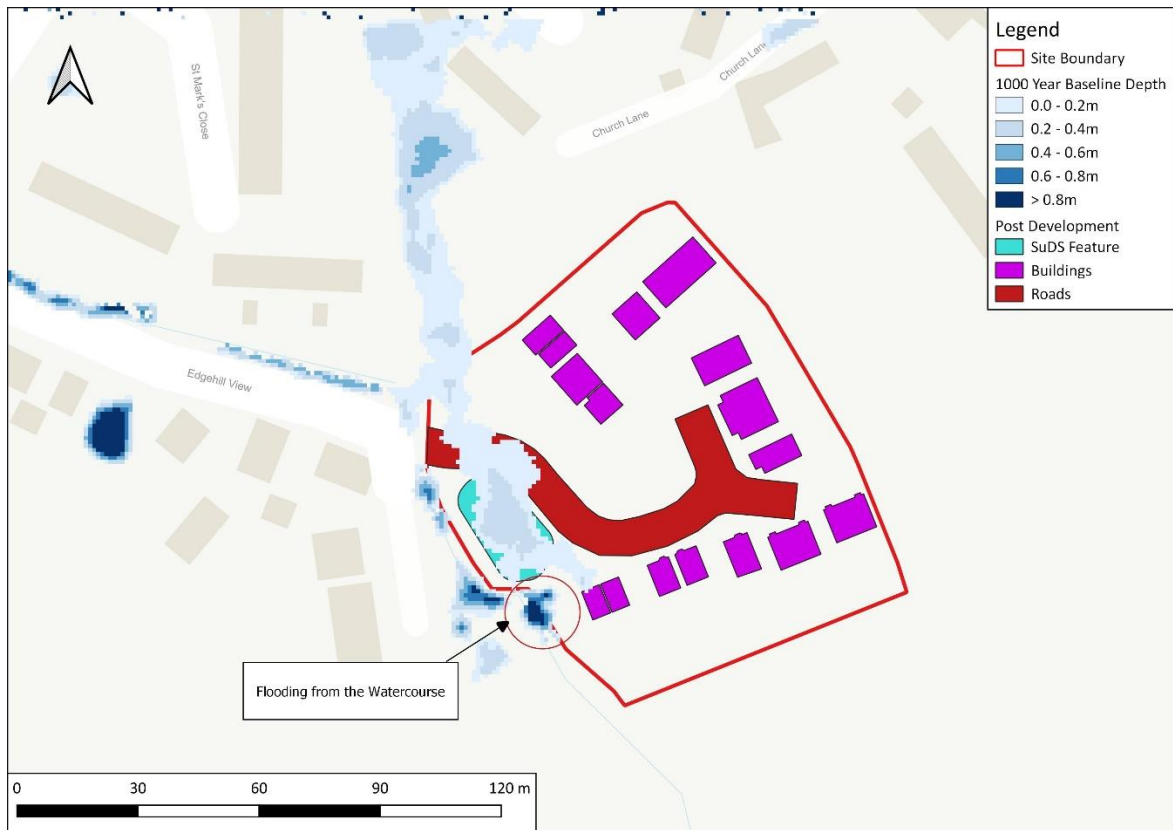 Legend
Site Boundary
1000 Year Baseline Depth
0.0 - 0.2m
0.2 - 0.4m
0.4 - 0.6m
0.6 - 0.8m
> 0.8m
Post Development
SuDS Feature
Buildings
Roads
St Mark's Close
Church Lane
Church Lane
Edgehill View
Flooding from the Watercourse
0 30 60 90 120 m